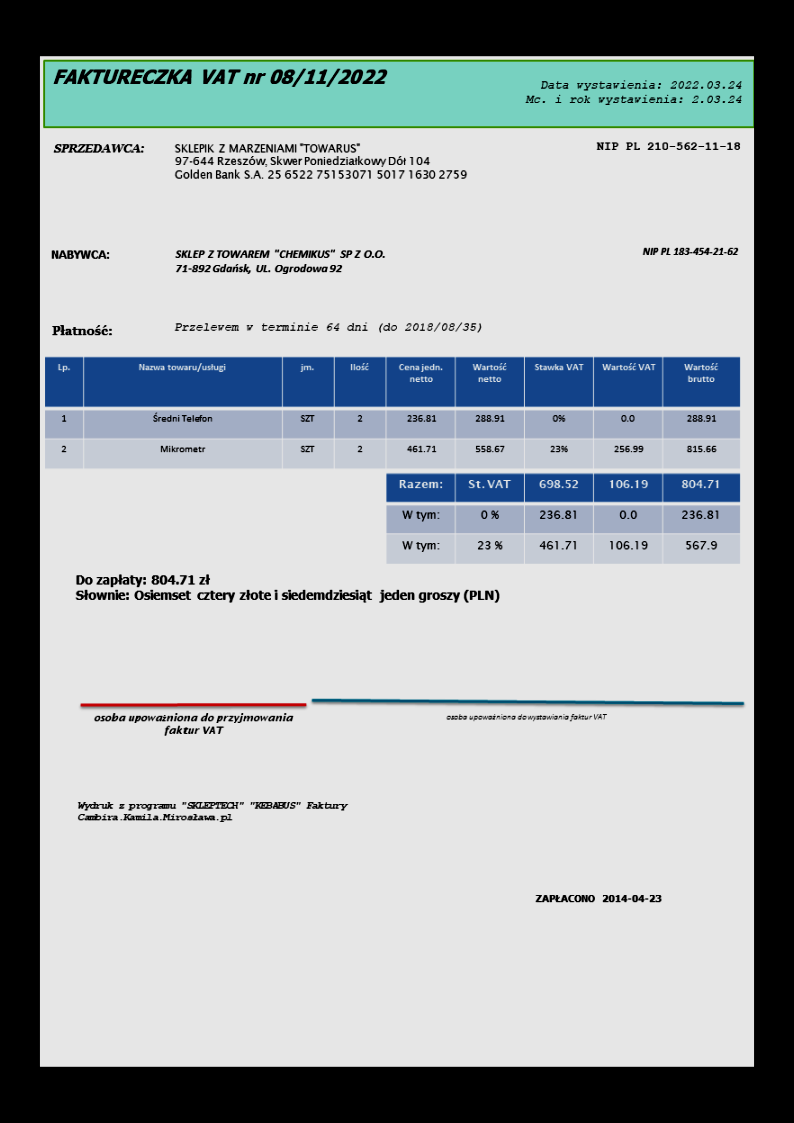 FAKTURECZKA VAT nr 08/11/2022
Data wystawienia: 2022.03.24
Mc. i rok wystawienia: 2.03.24
SPRZEDAWCA: SKLEPIK Z MARZENIAMI "TOWARUS" NIP PL 210-562-11-18
97-644 Rzeszów, Skwer Poniedziałkowy Dół 104
Golden Bank S.A. 25 6522 75153071 5017 1630 2759
NABYWCA: SKLEP Z TOWAREM "CHEMIKUS" SP Z O.O. NIP PL 183-454-21-62
71-892 Gdańsk, UL. Ogrodowa 92
Płatność: Przelewem w terminie 64 dni (do 2018/08/35)
Lp. Nazwa towaru/usługi jm. Ilość Cena jedn. Wartość Stawka VAT Wartość VAT Wartość
netto netto brutto
1 Średni Telefon SZT 2 236.81 288.91 0% 0.0 288.91
2 Mikrometr SZT 2 461.71 558.67 23% 256.99 815.66
Razem: St. VAT 698.52 106.19 804.71
W tym: 0 % 236.81 0.0 236.81
W tym: 23 % 461.71 106.19 567.9
Do zapłaty: 804.71 zł
Słownie: Osiemset cztery złote i siedemdziesiąt jeden groszy (PLN)
osoba upoważniona do przyjmowania osoba upoważniona do wystawiania faktur VAT
faktur VAT
Wydruk z programu "SKLEPTECH" "KEBABUS" Faktury
Cambira.Kamila.Mirosława.pl
ZAPŁACONO 2014-04-23